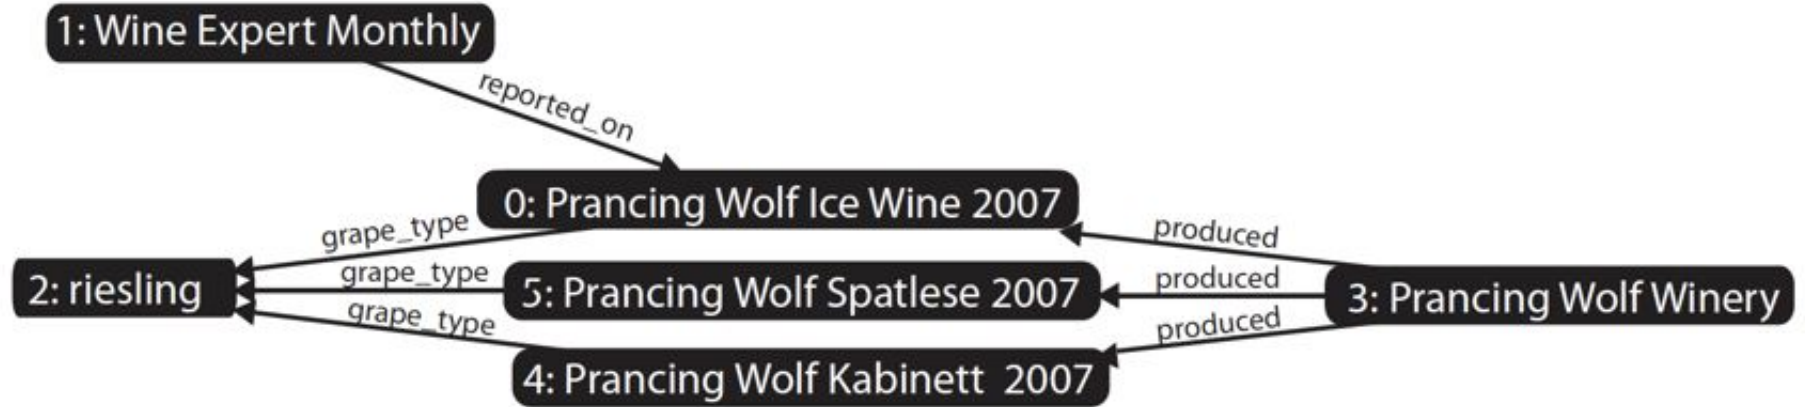 1: Wine Expert Monthly
reported_on
0: Prancing Wolf Ice Wine 2007
grape_type
produced
2: riesling
grape_type
5: Prancing Wolf Spatlese 2007
produced
3: Prancing Wolf Winery
grape_type
produced
4: Prancing Wolf Kabinett 2007